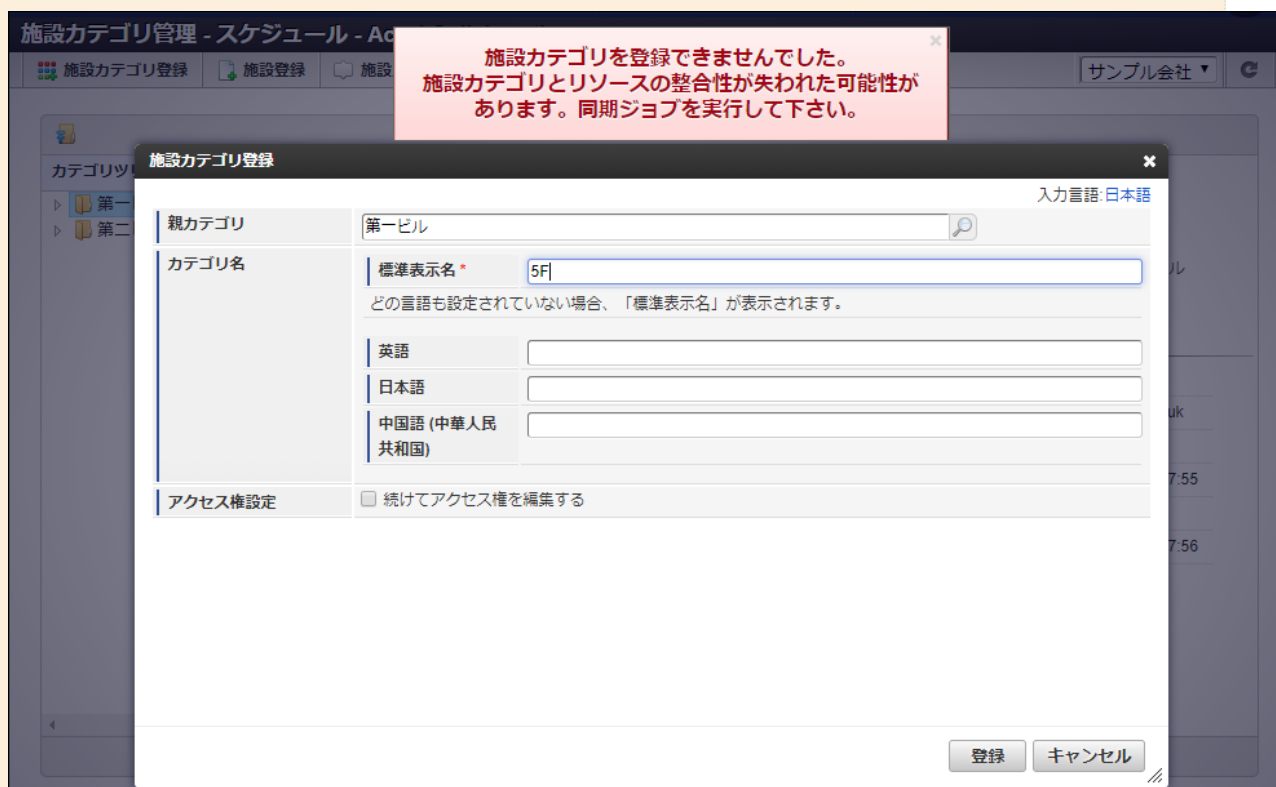 施設カテゴリ管理 - スケジュール - Ac
施設カテゴリを登録できませんでした。
施設カテゴリとリソースの整合性が失われた可能性が
あります。同期ジョブを実行して下さい。
施設カテゴリ登録 施設登録 施設
サンプル会社
カテゴリツリ
第一
第二
施設カテゴリ登録
入力言語:日本語
親カテゴリ 第一ビル
カテゴリ名
標準表示名* 5F
どの言語も設定されていない場合、「標準表示名」が表示されます。
英語
日本語
中国語 (中華人民
共和国)
アクセス権設定 続けてアクセス権を編集する
ル
uk
7:55
7:56
登録 キャンセル